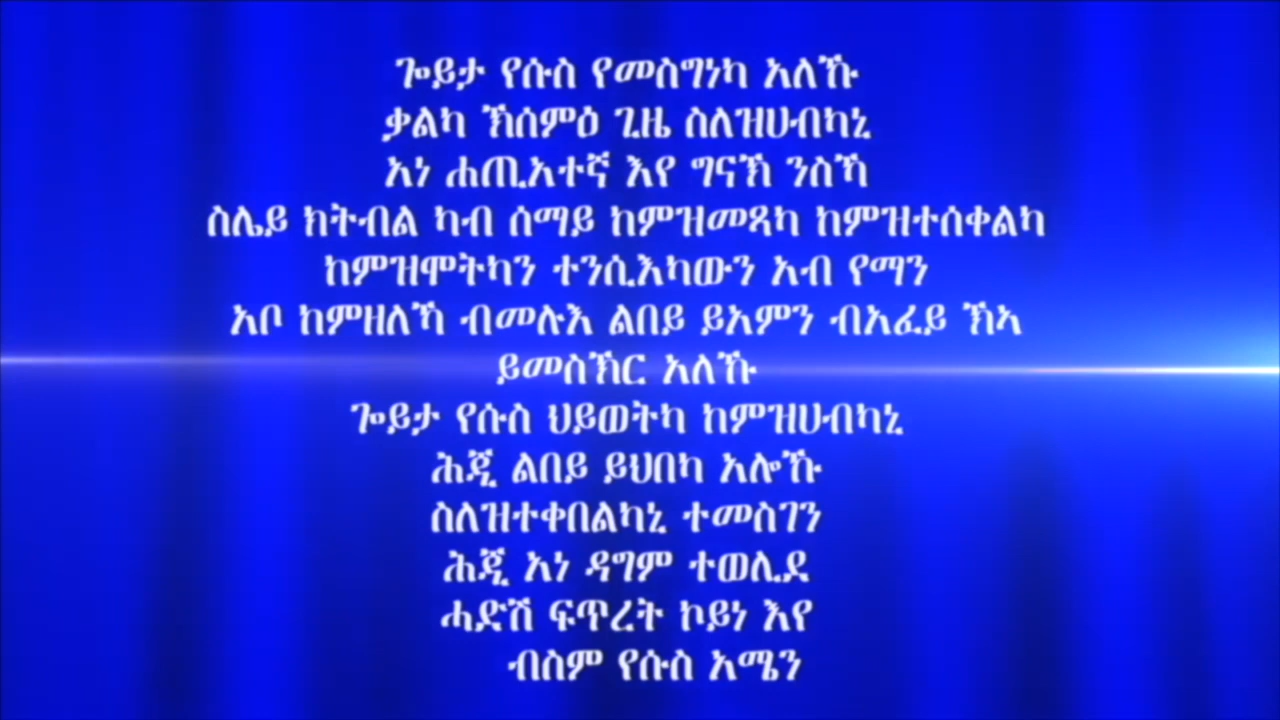 ጐይታ የሱስ የመስግነካ አለኹ
ቃልካ ኽሰምዕ ጊዜ ስለዝሀብካኒ
አነ ሐጢአተኛ እየ ግናኽ ንስኻ
ስሌይ ክትብል ካብ ሰማይ ከምዝመጻካ ከምዝተሰቀልካ
ከምዝሞትካን ተንሲእካውን አብ የማን
አቦ ከምዘለኻ ብመሉእ ልበይ ይአምን ብአፈይ ኽኣ
ይመስኽር አለኹ
ጐይታ የሱስ ህይወትካ ከምዝሀብካኒ
ሕጂ ልበይ ይህበካ አሎኹ
ስለዝተቀበልካኒ ተመስገን
ሕጂ አነ ዳግም ተወሊደ
ሓድሽ ፍጥረት ኮይነ እየ
ብስም የሱስ አሜን